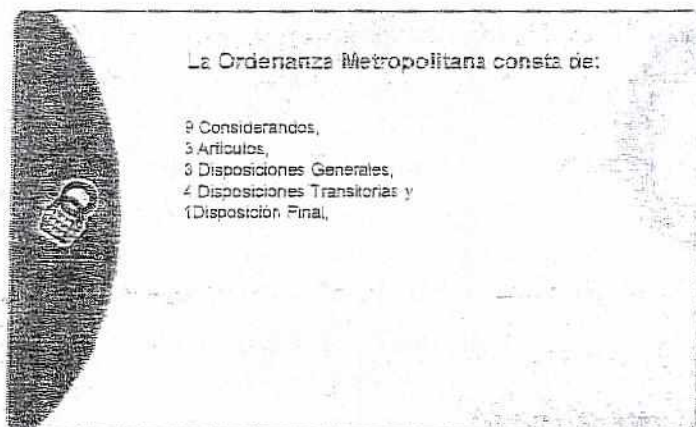 La Ordenanza Metropolitana consta de:
9 Considerandos,
3 Artículos,
3 Disposiciones Generales,
4 Disposiciones Transitorias y
1Disposición Final,